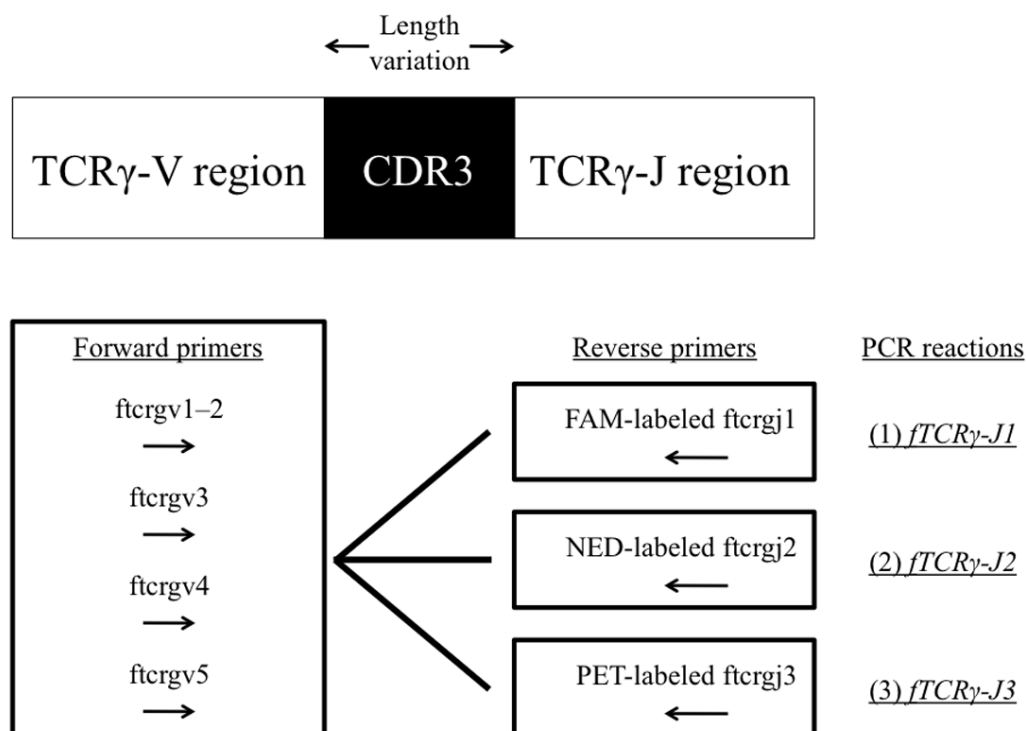 Length
variation
TCRγ-V region
CDR3
TCRγ-J region
Forward primers
ftcrgv1–2
ftcrgv3
ftcrgv4
ftcrgv5
Reverse primers
FAM-labeled ftcrgj1
NED-labeled ftcrgj2
PET-labeled ftcrgj3
PCR reactions
(1) fTCRγ-J1
(2) fTCRγ-J2
(3) fTCRγ-J3